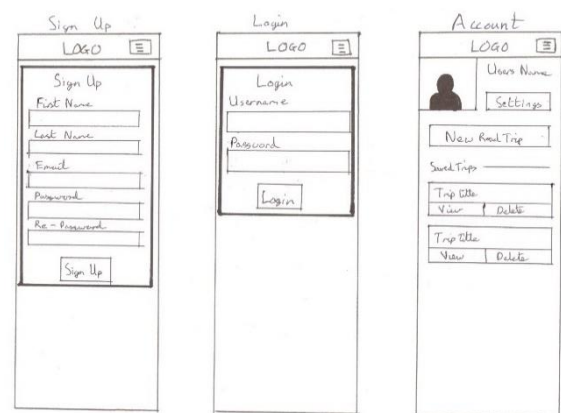 Sign Up
LOGO
Sign Up
First Name
Last Name
Email
Password
Re-Password
Sign Up
Login
LOGO
Login
Username
Password
Login
Account
LOGO
Users Name
Settings
New Road Trip
Saved Trips
Trip title
View Delete
Trip title
View Delete